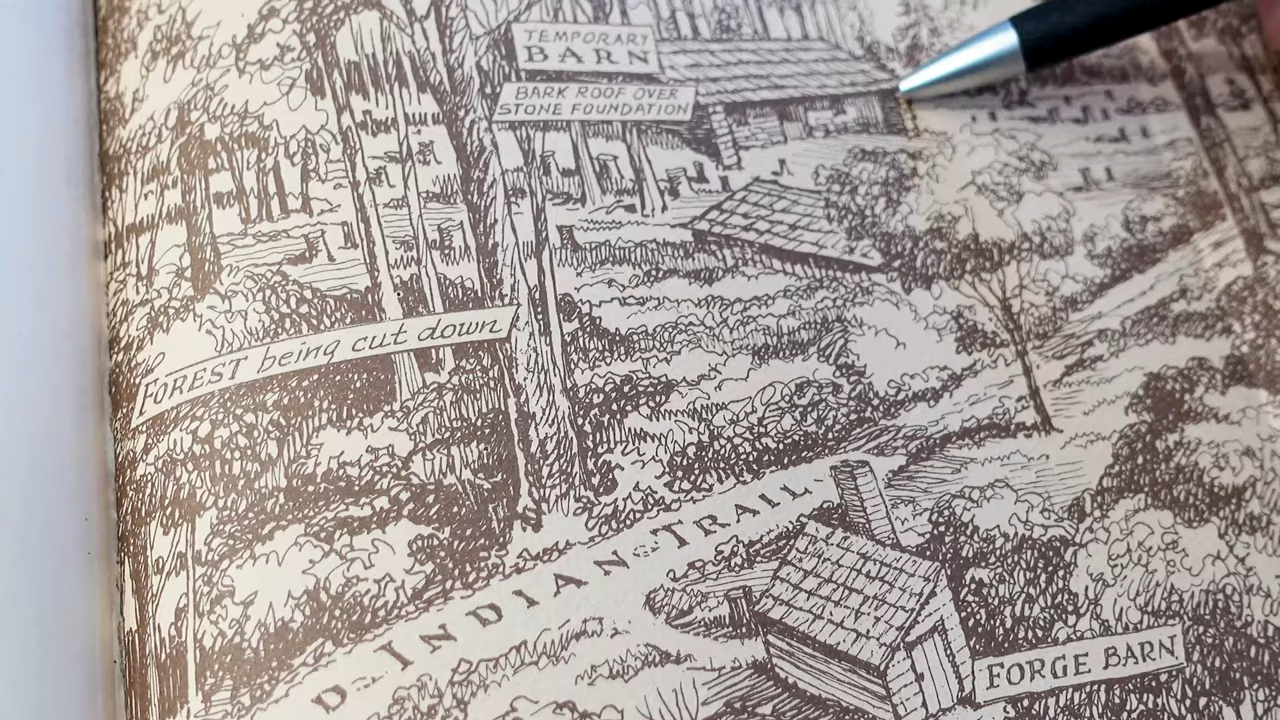 TEMPORARY
BARN
BARK ROOF OVER
STONE FOUNDATION
FOREST being cut down
D INDIAN TRAIL
FORGE BARN